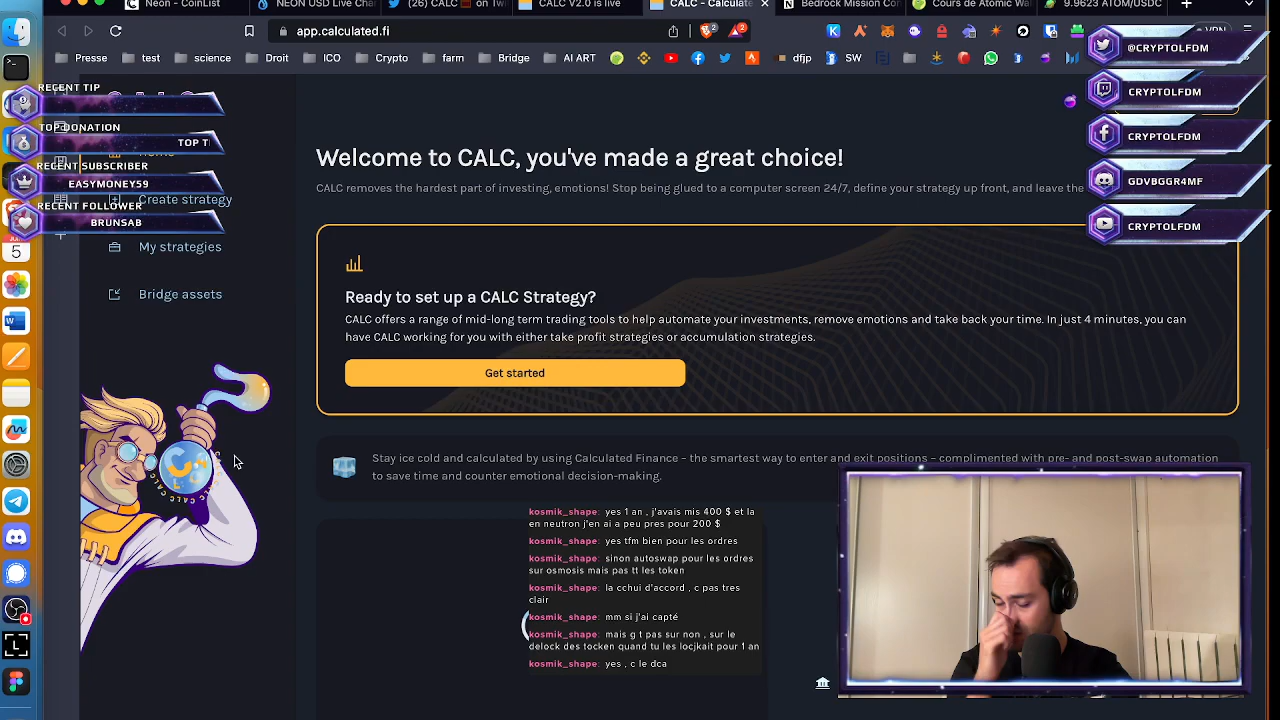 Neon - CoinList
NEON USD Live Cha
(26) CALC on Twi
CALC V2.0 is live
CALC - Calculate
Bedrock Mission Con
Cours de Atomic Wa
9.9623 ATOM/USDC
app.calculated.fi
VPN
Presse
test
science
Droit
ICO
Crypto
farm
Bridge
AI ART
dfjp
SW
@CRYPTOLFDM
CRYPTOLFDM
CRYPTOLFDM
GDVBGGR4MF
CRYPTOLFDM
RECENT TIP
TOP DONATION
TOP T
RECENT SUBSCRIBER
EASYMONEY59
Create strategy
RECENT FOLLOWER
BRUNSAB
My strategies
Bridge assets
Welcome to CALC, you've made a great choice!
CALC removes the hardest part of investing, emotions! Stop being glued to a computer screen 24/7, define your strategy up front, and leave the
Ready to set up a CALC Strategy?
CALC offers a range of mid-long term trading tools to help automate your investments, remove emotions and take back your time. In just 4 minutes, you can
have CALC working for you with either take profit strategies or accumulation strategies.
Get started
Stay ice cold and calculated by using Calculated Finance – the smartest way to enter and exit positions – complimented with pre- and post-swap automation
to save time and counter emotional decision-making.
kosmik_shape: yes 1 an , j'avais mis 400 $ et la
en neutron j'en ai a peu pres pour 200 $
kosmik_shape: yes tfm bien pour les ordres
kosmik_shape: sinon autoswap pour les ordres
sur osmosis mais pas tt les token
kosmik_shape: la cchui d'accord , c pas tres
clair
kosmik_shape: mm si j'ai capté
kosmik_shape: mais g t pas sur non , sur le
delock des tocken quand tu les locjkait pour 1 an
kosmik_shape: yes , c le dca